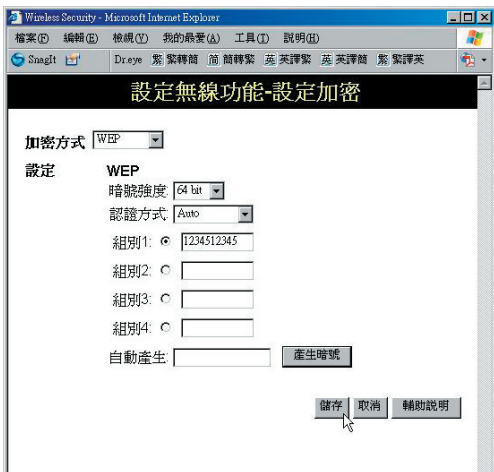 Wireless Security - Microsoft Internet Explorer
檔案(F) 編輯(E) 檢視(V) 我的最愛(A) 工具(T) 說明(H)
SnagIt Dr.eye 繁 繁轉簡 簡 簡轉繁 英 英譯繁 英 英譯簡 繁 繁譯英
設定無線功能-設定加密
加密方式 WEP
設定 WEP
暗號強度: 64 bit
認證方式: Auto
組別1: 1234512345
組別2:
組別3:
組別4:
自動產生: 產生暗號
儲存 取消 輔助說明